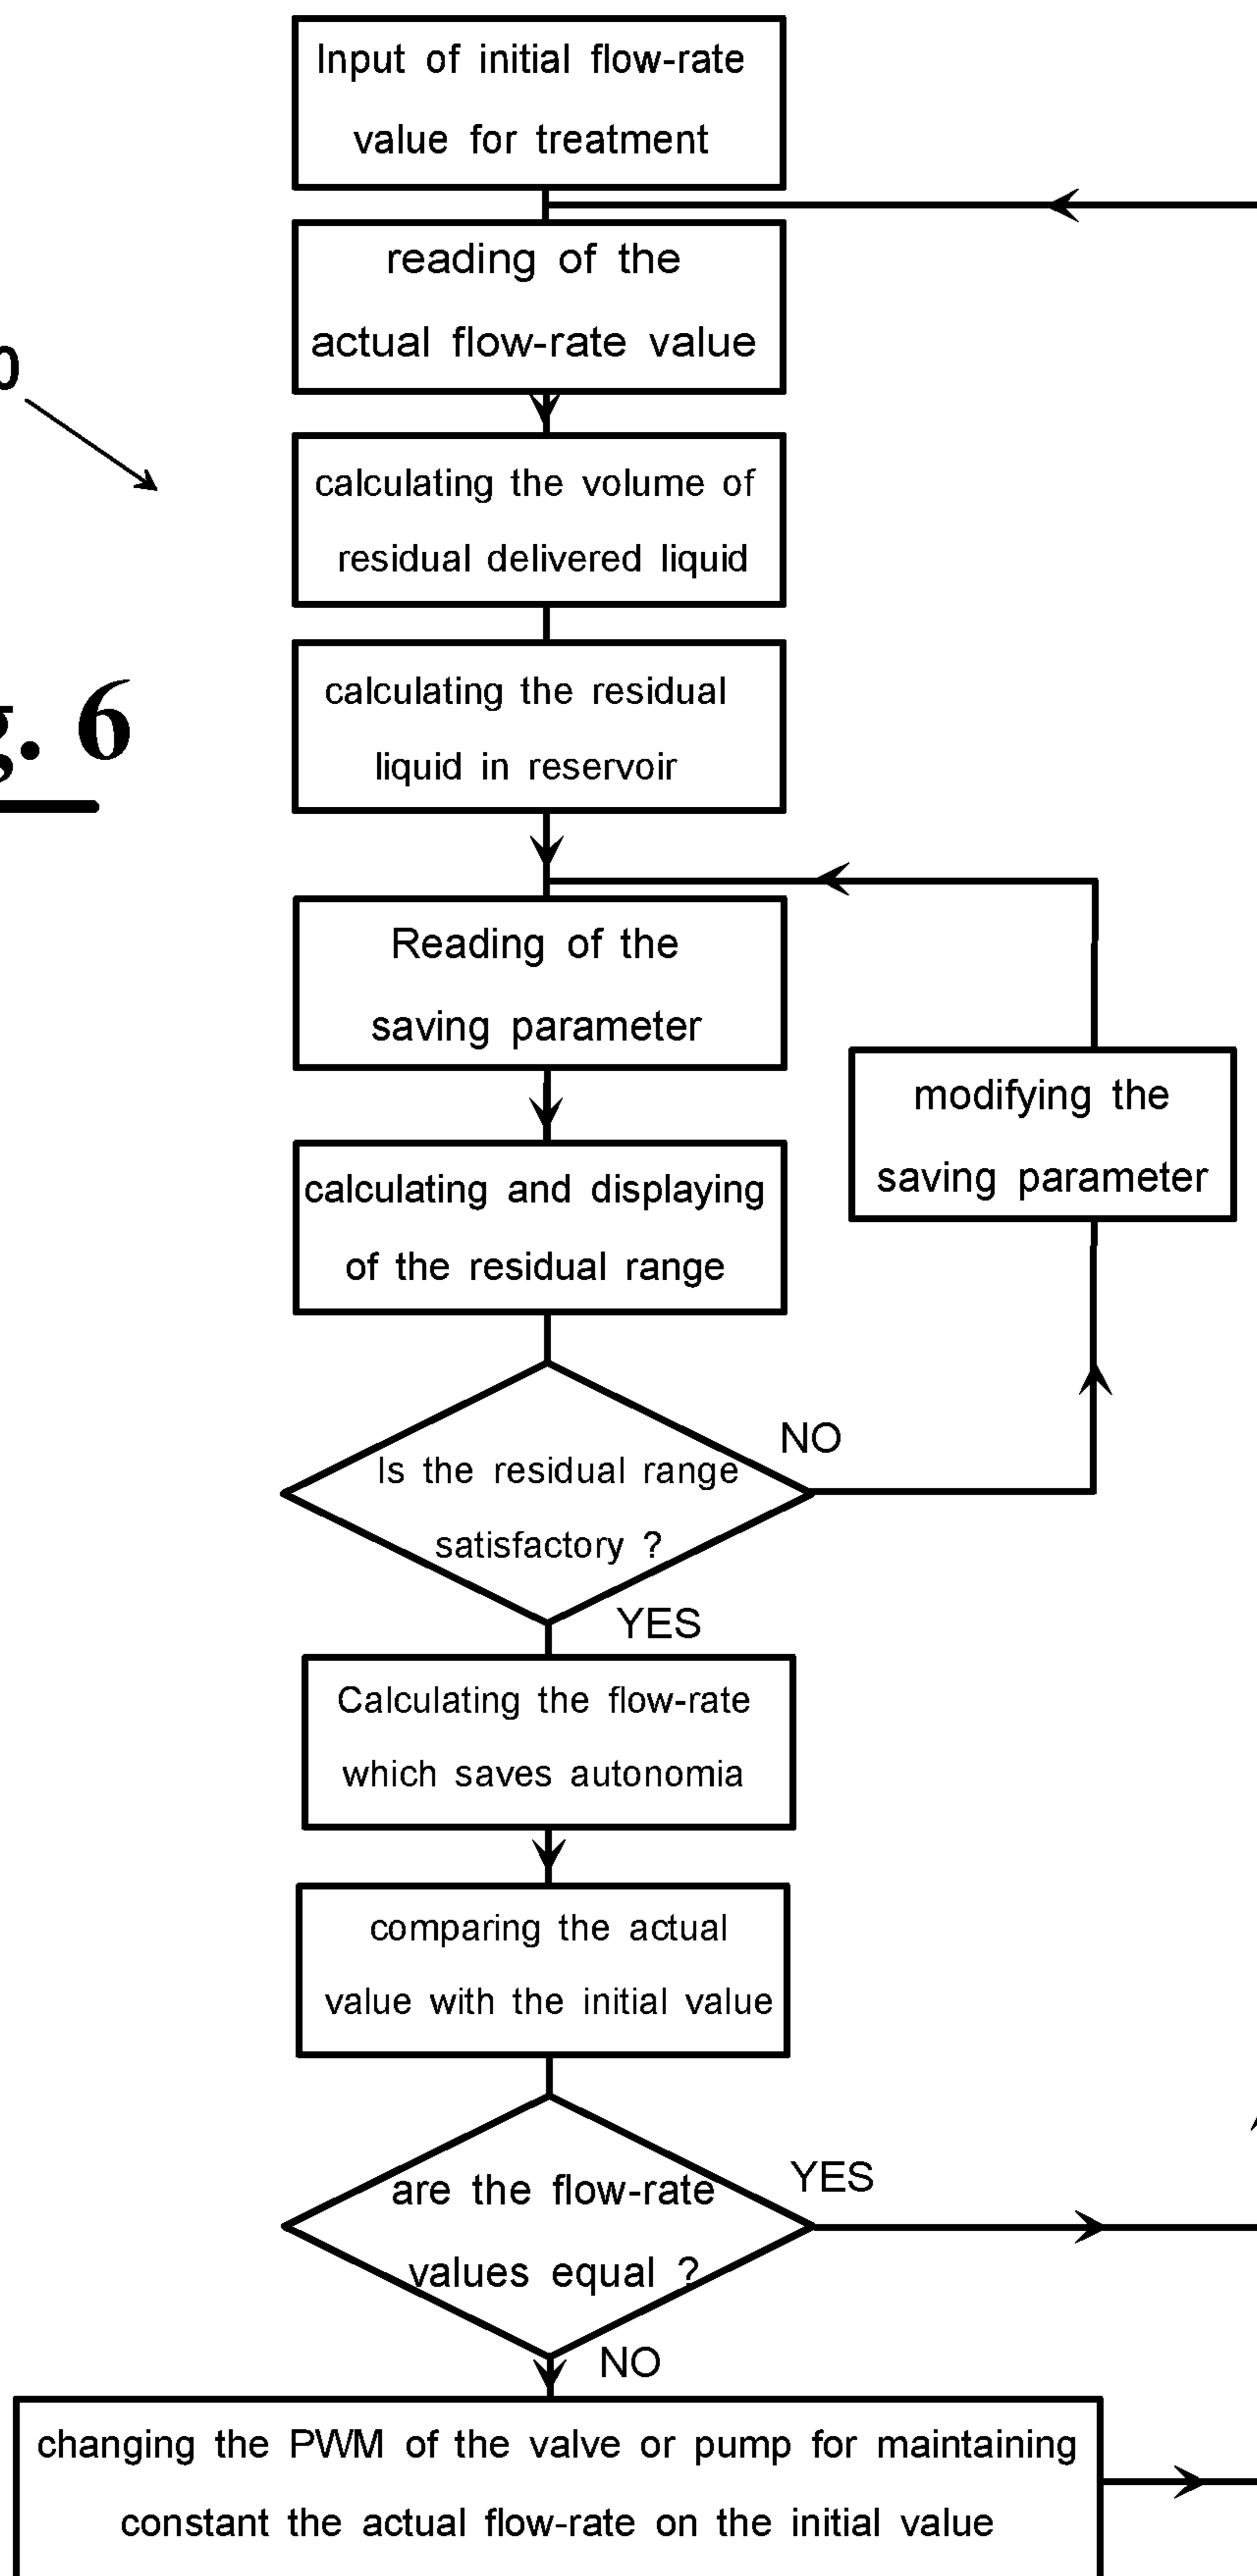 Input of initial flow-rate
value for treatment
reading of the
actual flow-rate value
0
calculating the volume of
residual delivered liquid
calculating the residual
liquid in reservoir
g. 6
Reading of the
saving parameter
modifying the
saving parameter
calculating and displaying
of the residual range
NO
Is the residual range
satisfactory ?
YES
Calculating the flow-rate
which saves autonomia
comparing the actual
value with the initial value
YES
are the flow-rate
values equal ?
NO
changing the PWM of the valve or pump for maintaining
constant the actual flow-rate on the initial value